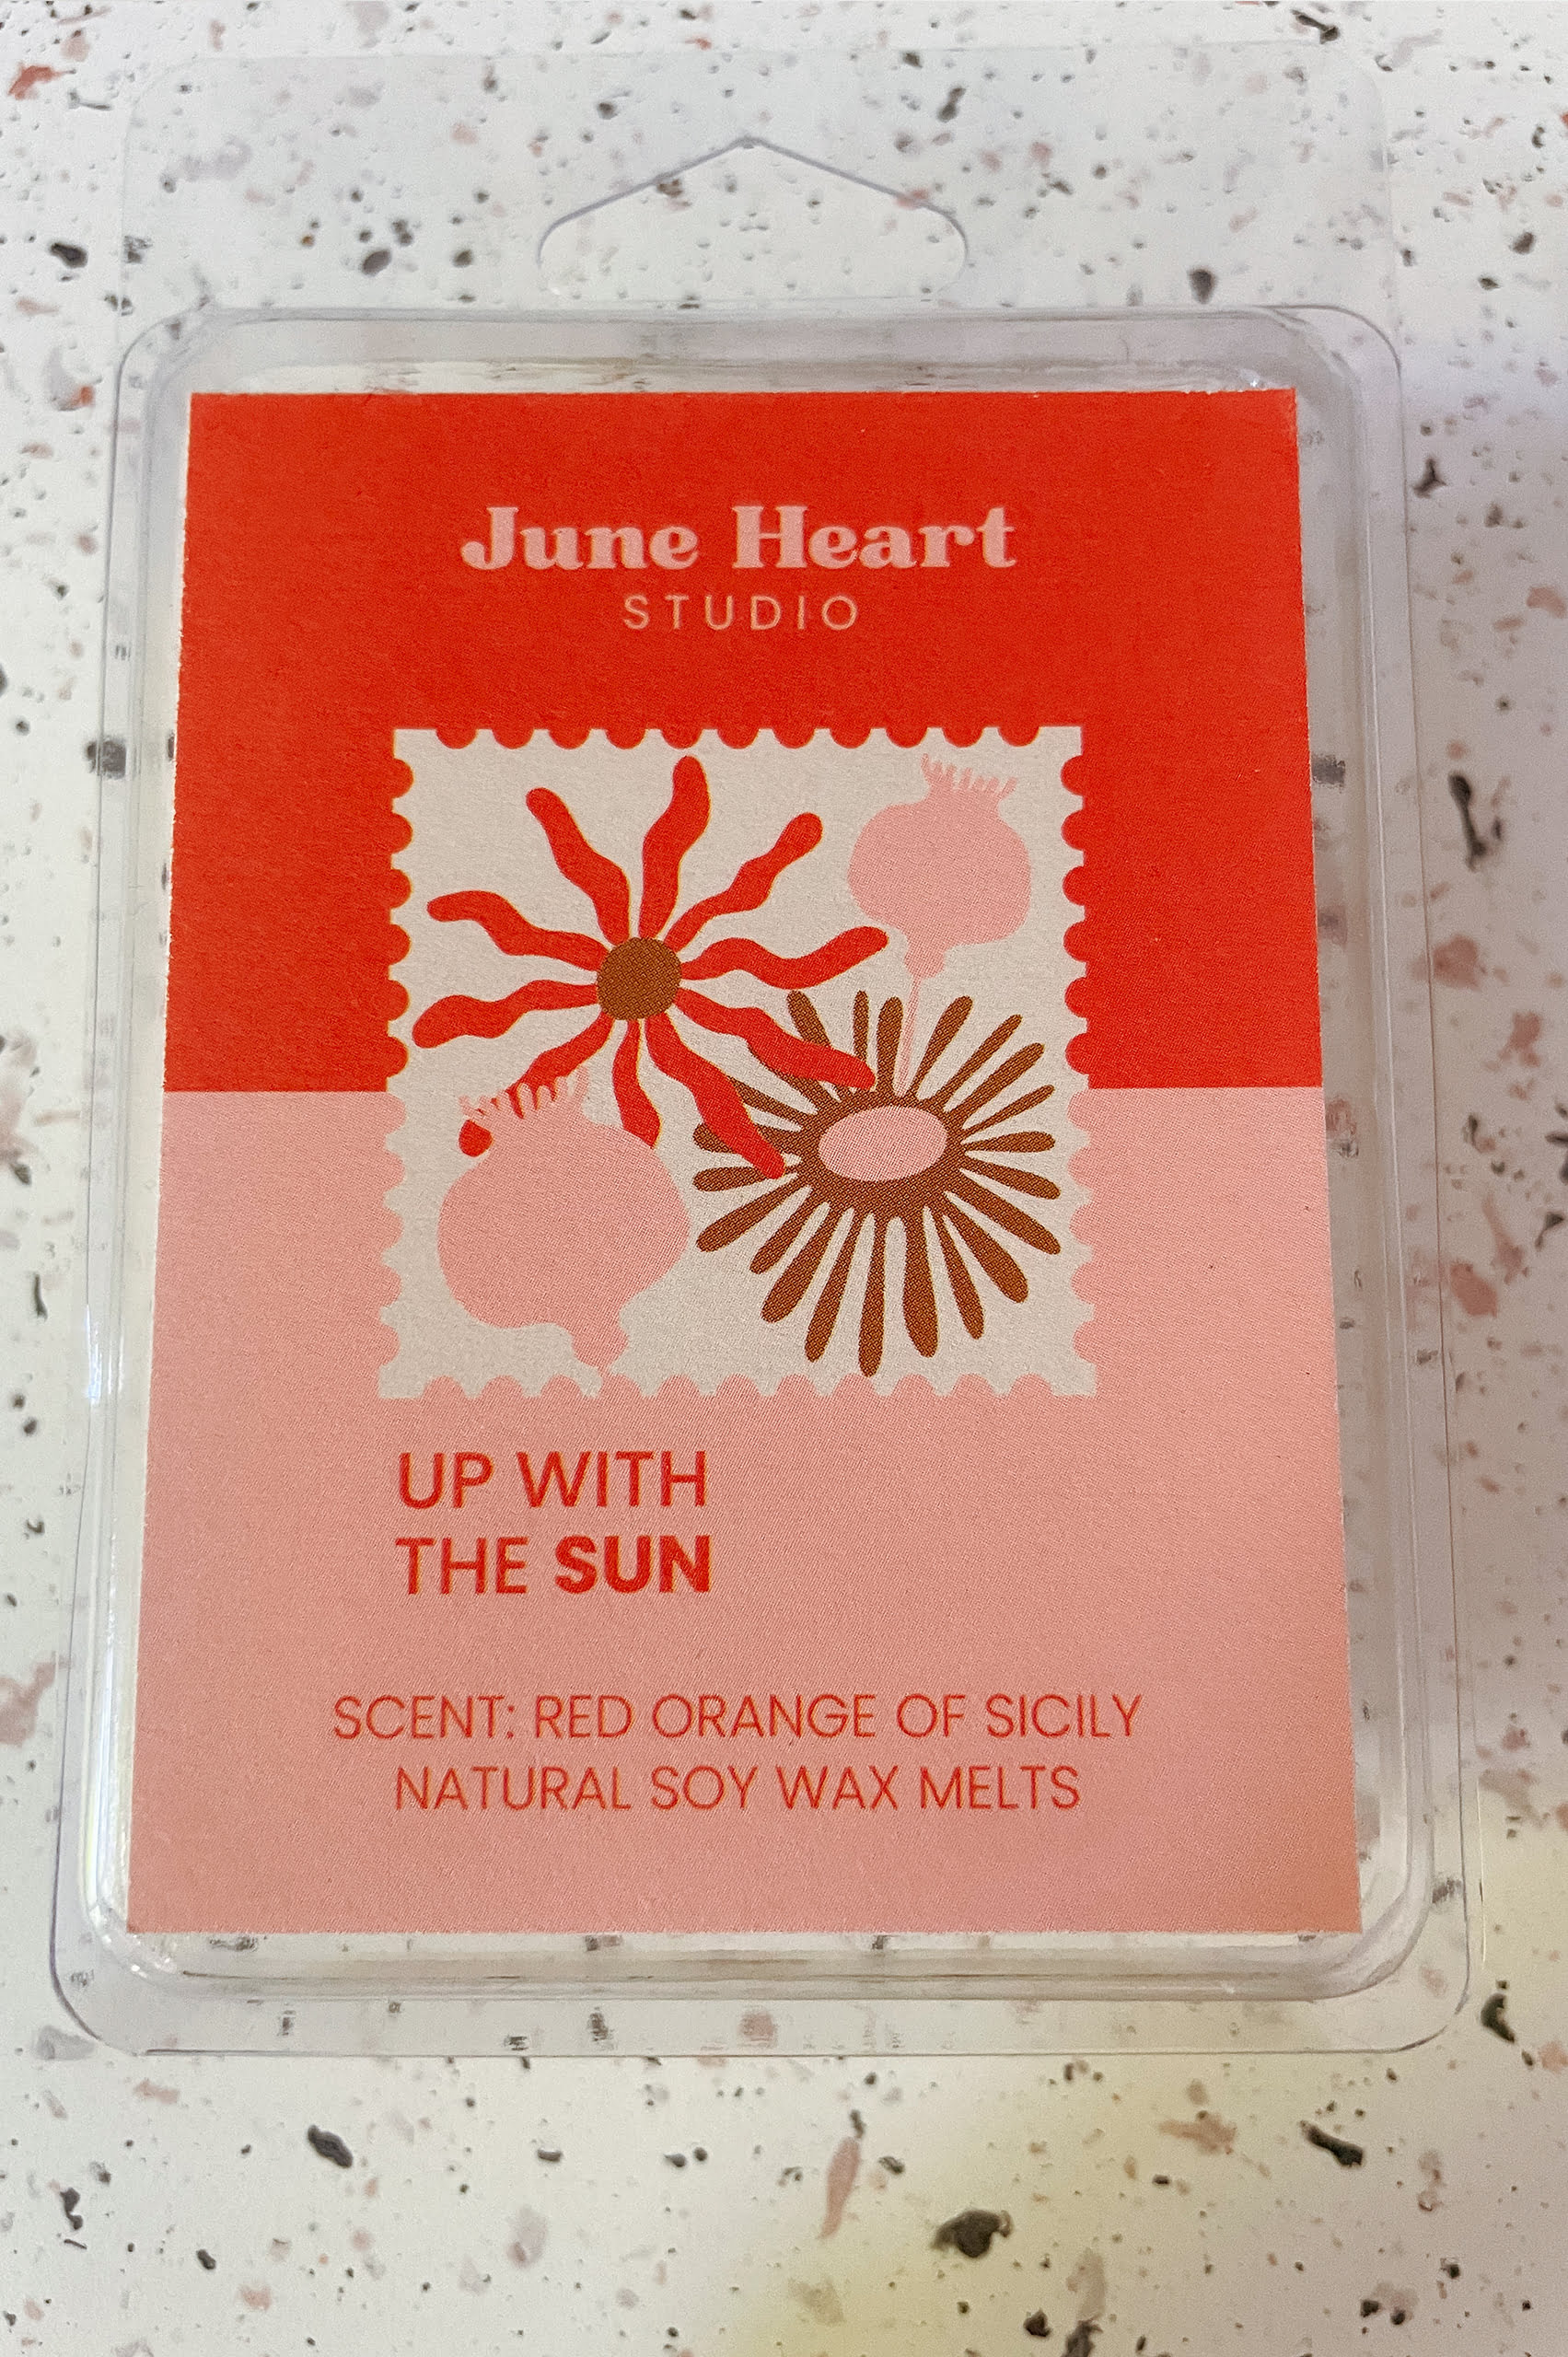 June Heart
STUDIO
UP WITH
THE SUN
SCENT: RED ORANGE OF SICILY
NATURAL SOY WAX MELTS